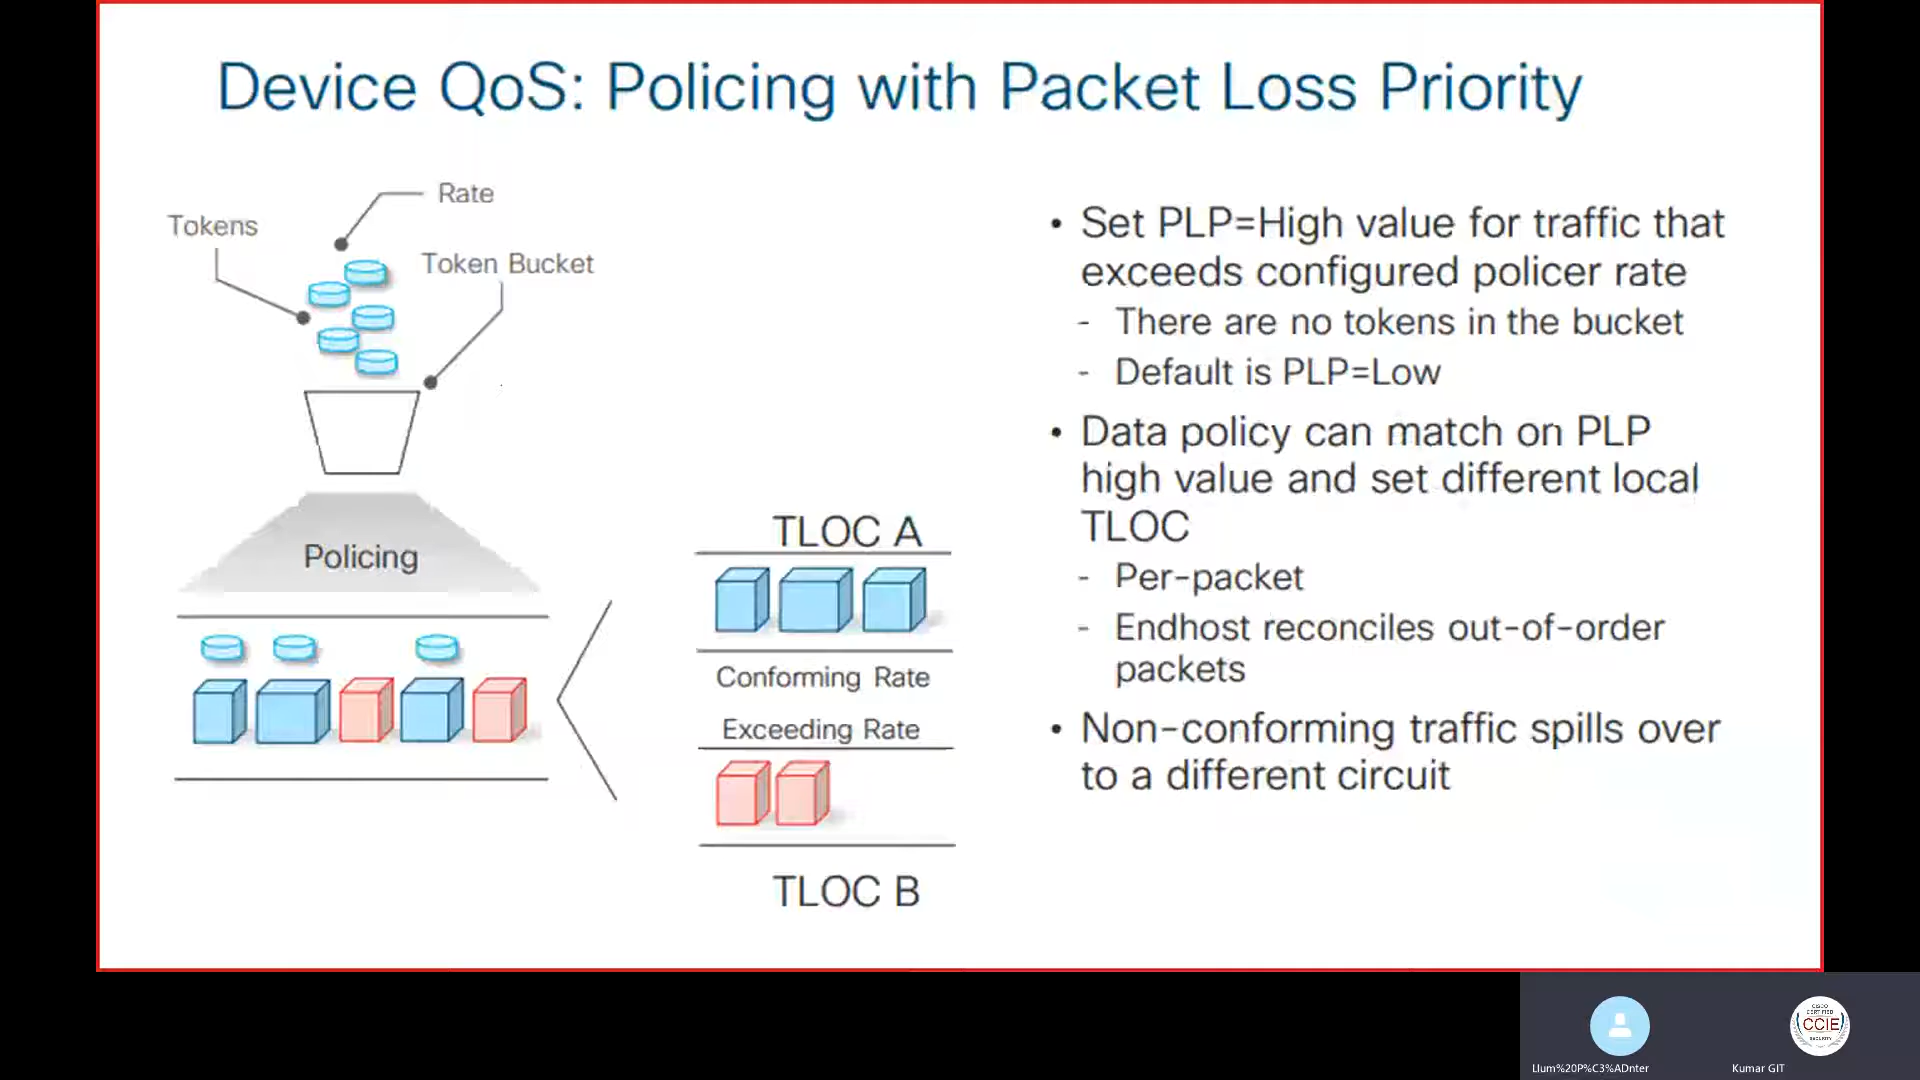 Device QoS: Policing with Packet Loss Priority
Rate
Tokens
Token Bucket
Policing
TLOC A
Conforming Rate
Exceeding Rate
TLOC B
• Set PLP=High value for traffic that
exceeds configured policer rate
- There are no tokens in the bucket
- Default is PLP=Low
• Data policy can match on PLP
high value and set different local
TLOC
- Per-packet
- Endhost reconciles out-of-order
packets
• Non-conforming traffic spills over
to a different circuit
CISCO
CERTIFIED
CCIE
SECURITY
Llum%20P%C3%ADnter
Kumar GIT